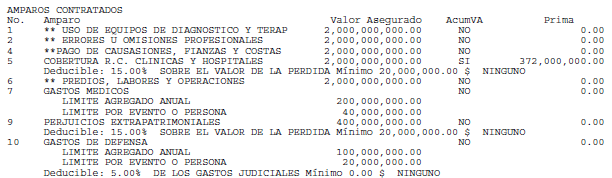 AMPAROS CONTRATADOS
No. Amparo Valor Asegurado AcumVA Prima
1 ** USO DE EQUIPOS DE DIAGNOSTICO Y TERAP 2,000,000,000.00 NO 0.00
2 ** ERRORES U OMISIONES PROFESIONALES 2,000,000,000.00 NO 0.00
4 **PAGO DE CAUSASIONES, FIANZAS Y COSTAS 2,000,000,000.00 NO 0.00
5 COBERTURA R.C. CLINICAS Y HOSPITALES 2,000,000,000.00 SI 372,000,000.00
Deducible: 15.00% SOBRE EL VALOR DE LA PERDIDA Mínimo 20,000,000.00 $ NINGUNO
6 ** PREDIOS, LABORES Y OPERACIONES 2,000,000,000.00 NO 0.00
7 GASTOS MEDICOS NO 0.00
LIMITE AGREGADO ANUAL 200,000,000.00
LIMITE POR EVENTO O PERSONA 40,000,000.00
9 PERJUICIOS EXTRAPATRIMONIALES 400,000,000.00 NO 0.00
Deducible: 15.00% SOBRE EL VALOR DE LA PERDIDA Mínimo 20,000,000.00 $ NINGUNO
10 GASTOS DE DEFENSA NO 0.00
LIMITE AGREGADO ANUAL 100,000,000.00
LIMITE POR EVENTO O PERSONA 20,000,000.00
Deducible: 5.00% DE LOS GASTOS JUDICIALES Mínimo 0.00 $ NINGUNO